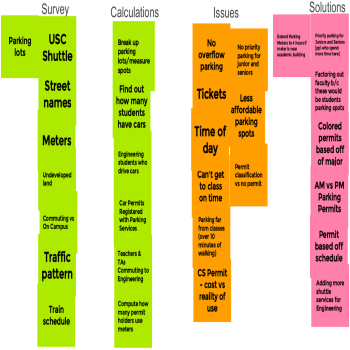 Survey
Parking
lots
USC
Shuttle
Street
names
Meters
Undeveloped
land
Commuting vs
On Campus
Traffic
pattern
Train
schedule
Calculations
Break up
parking
lots/measure
spots
Find out
how many
students
have cars
Engineering
students who
drive cars
Car Permits
Registered
with Parking
Services
Teachers &
TAs
Commuting to
Engineering
Compute how
many permit
holders use
meters
Issues
No
overflow
parking
Tickets
Time of
day
Can't get
to class
on time
Parking far
from classes
(over 10
minutes of
walking)
CS Permit
- cost vs
reality of
use
No priority
parking for
junior and
seniors
Less
affordable
parking
spots
Permit
classification
vs no permit
Solutions
Extend Parking
Meters to 4 hours if
meter is near
academic building
Priority parking for
Juniors and Seniors
(ppl who spend
more time here)
Factoring out
faculty b/c
these would
be students
parking spots
Colored
permits
based off
of major
AM vs PM
Parking
Permits
Permit
based off
schedule
Adding more
shuttle
services for
Engineering